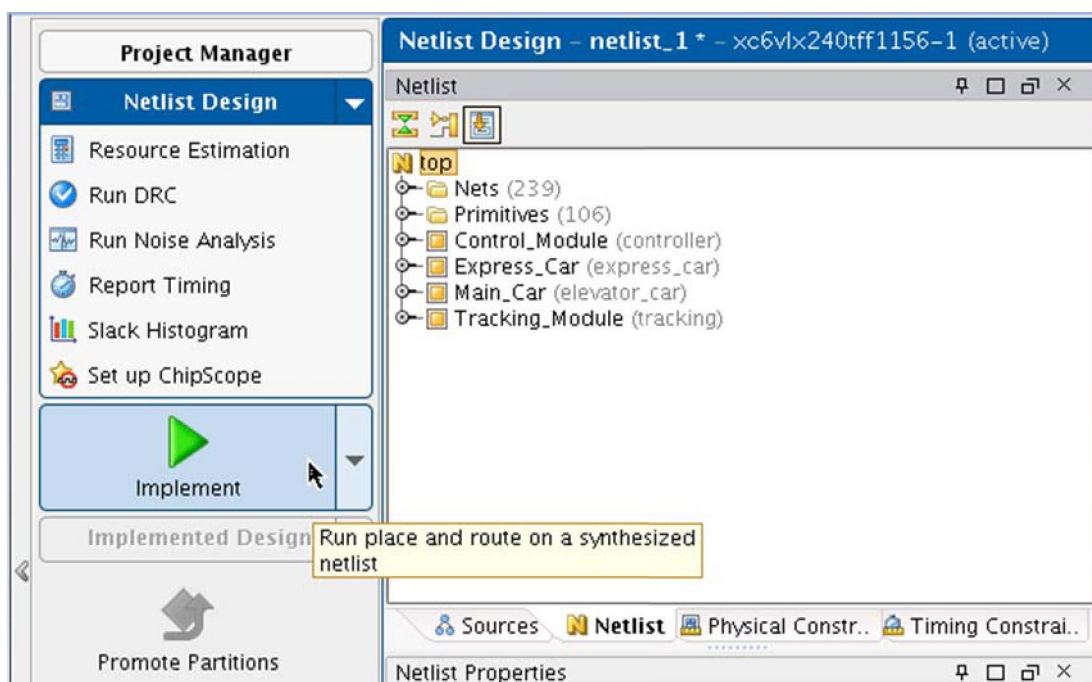 Project Manager
Netlist Design
Resource Estimation
Run DRC
Run Noise Analysis
Report Timing
Slack Histogram
Set up ChipScope
Implement
Implemented Design
Promote Partitions
Netlist Design - netlist_1 * - xc6vlx240tff1156-1 (active)
Netlist
top
Nets (239)
Primitives (106)
Control_Module (controller)
Express_Car (express_car)
Main_Car (elevator_car)
Tracking_Module (tracking)
Run place and route on a synthesized
netlist
Sources Netlist Physical Constr.. Timing Constrai..
Netlist Properties